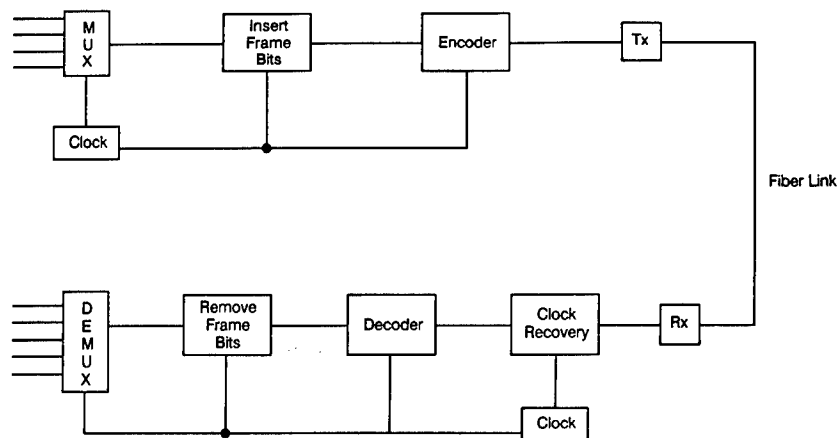 M
U
X
Insert
Frame
Bits
Encoder
Tx
Clock
Fiber Link
D
E
M
U
X
Remove
Frame
Bits
Decoder
Clock
Recovery
Rx
Clock